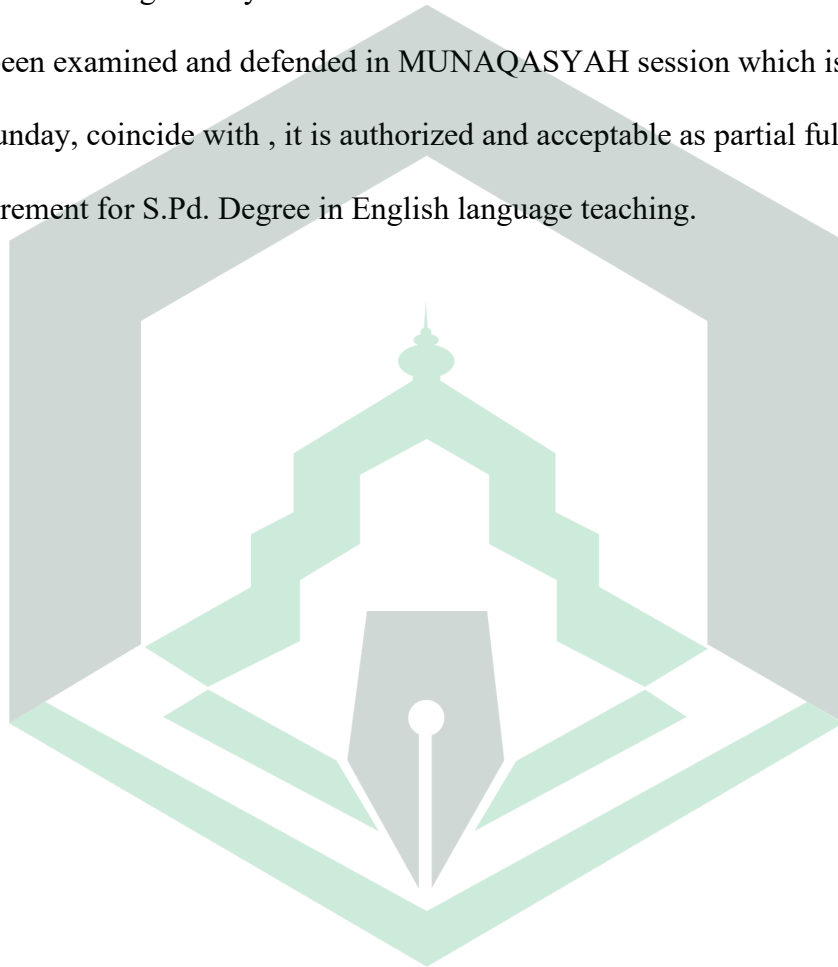 een examined and defended in MUNAQASYAH session which is
unday, coincide with , it is authorized and acceptable as partial ful
rement for S.Pd. Degree in English language teaching.